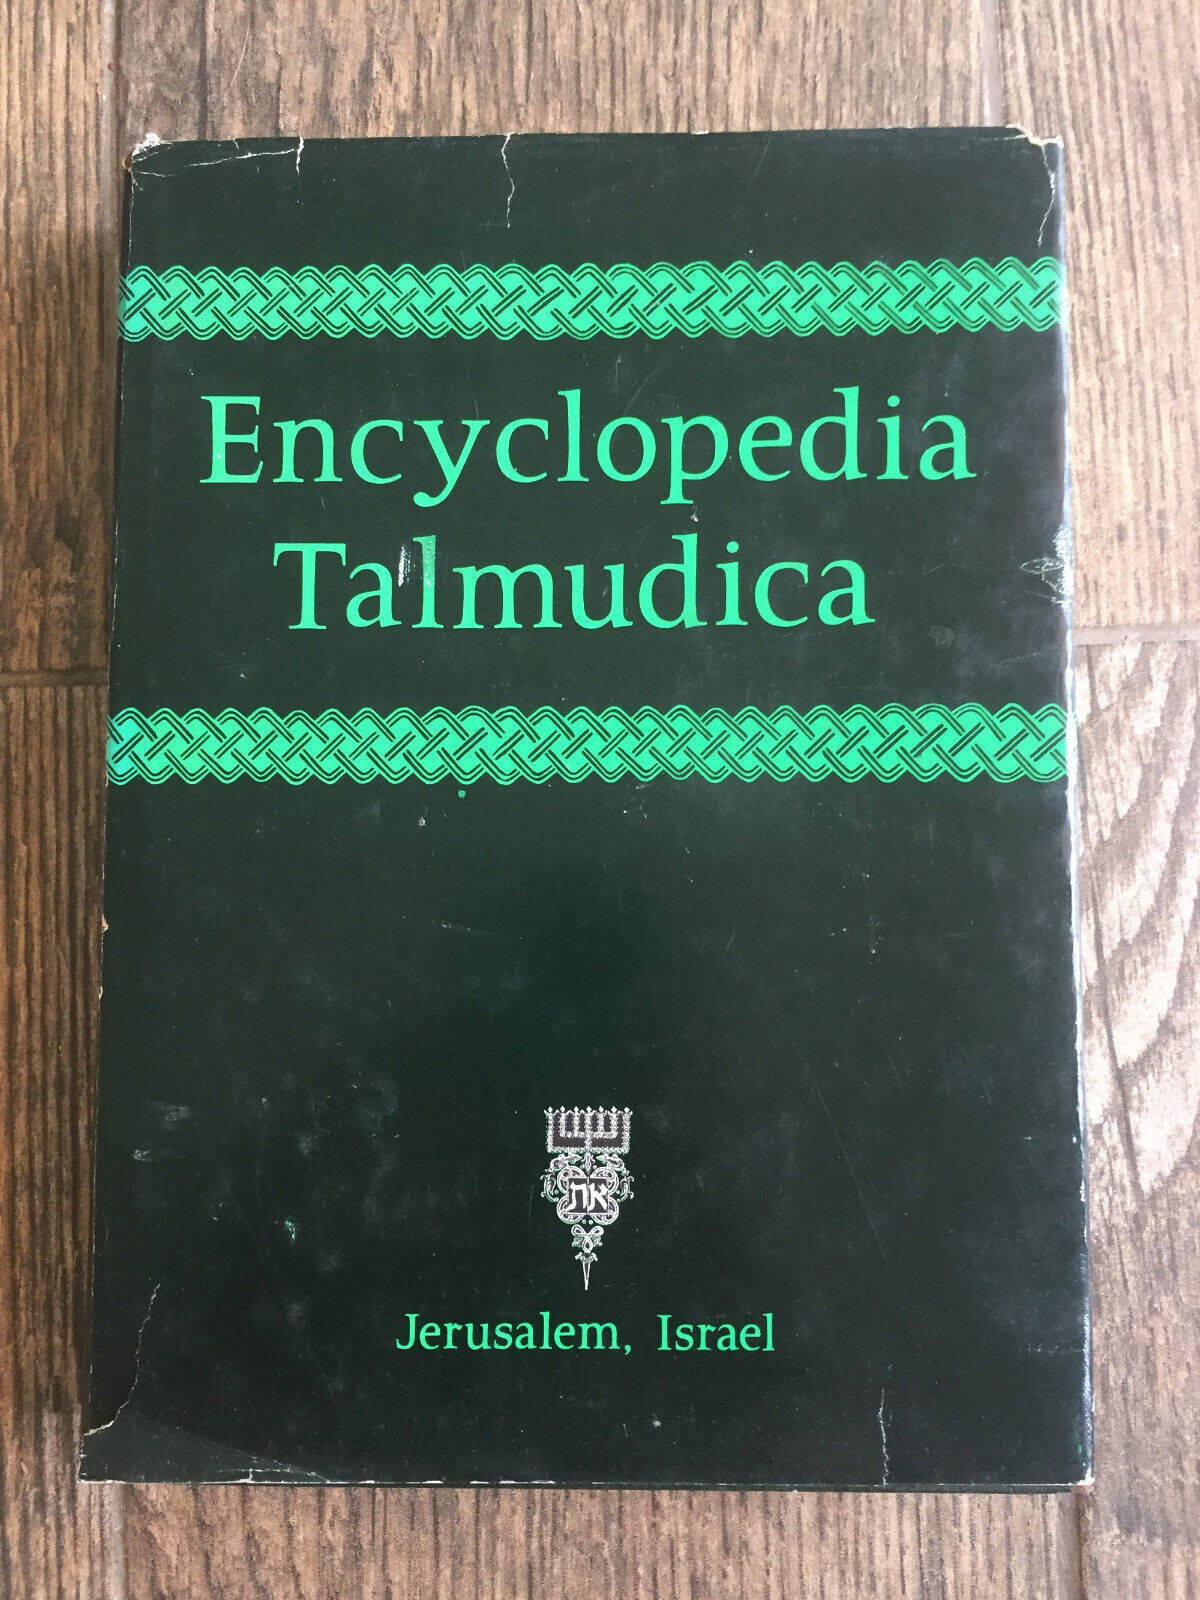 Encyclopedia
Talmudica
את
Jerusalem, Israel